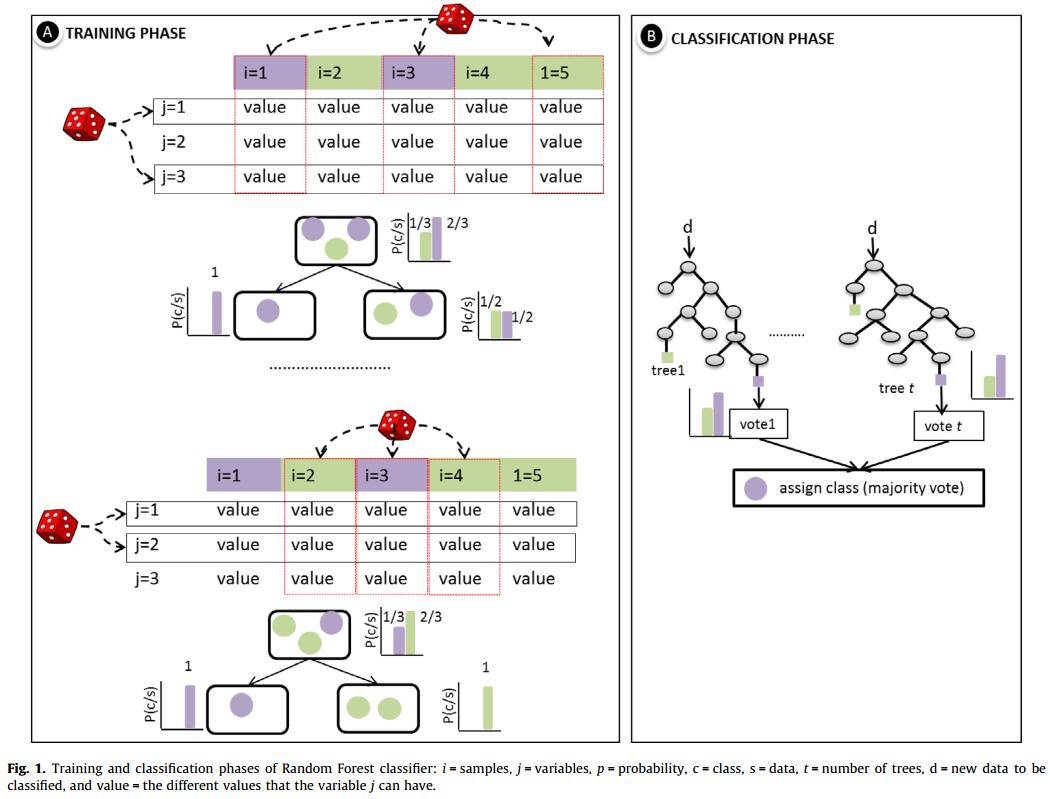 A TRAINING PHASE
i=1 i=2 i=3 i=4 1=5
j=1 value value value value value
j=2 value value value value value
j=3 value value value value value
P(c/s) 1/3 2/3
1
P(c/s)
P(c/s) 1/2 1/2
..............................
i=1 i=2 i=3 i=4 1=5
j=1 value value value value value
j=2 value value value value value
j=3 value value value value value
P(c/s) 1/3 2/3
1
P(c/s)
1
P(c/s)
B CLASSIFICATION PHASE
d d
..........
tree1
tree t
vote1 vote t
assign class (majority vote)
Fig. 1. Training and classification phases of Random Forest classifier: i = samples, j = variables, p = probability, c = class, s = data, t = number of trees, d = new data to be
classified, and value = the different values that the variable j can have.